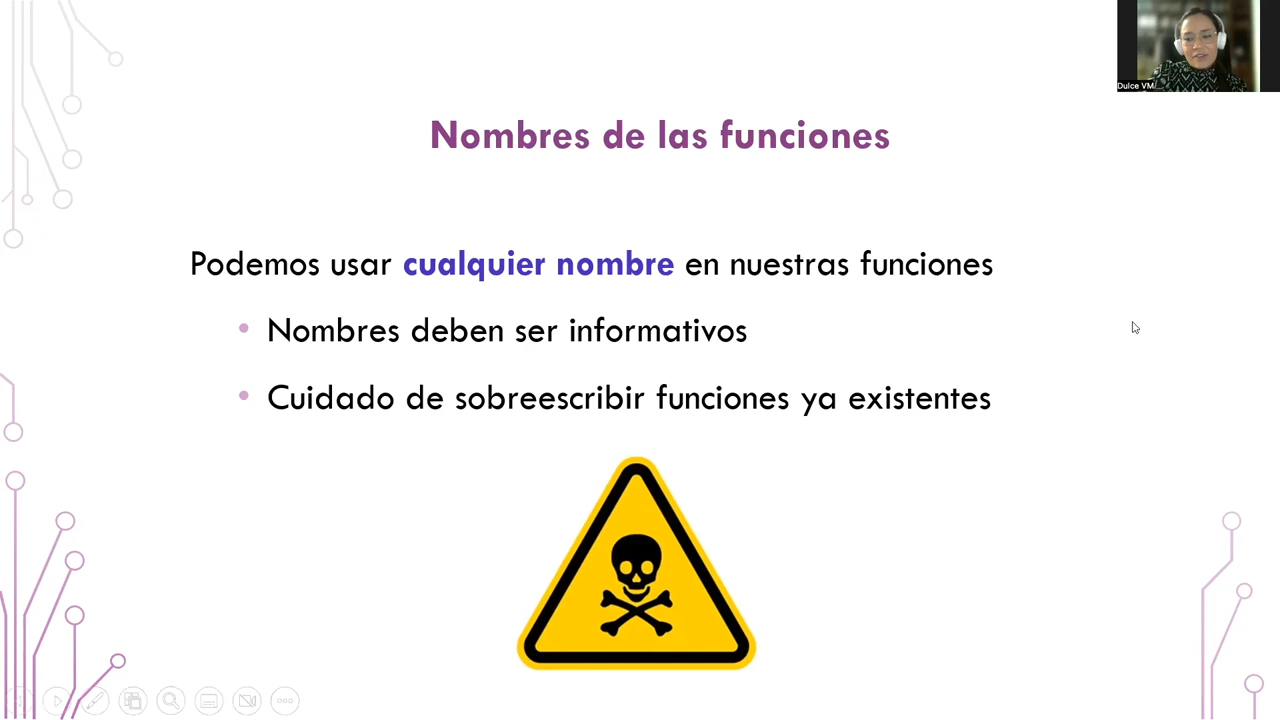 Dulce VM
Nombres de las funciones
Podemos usar cualquier nombre en nuestras funciones
• Nombres deben ser informativos
• Cuidado de sobreescribir funciones ya existentes